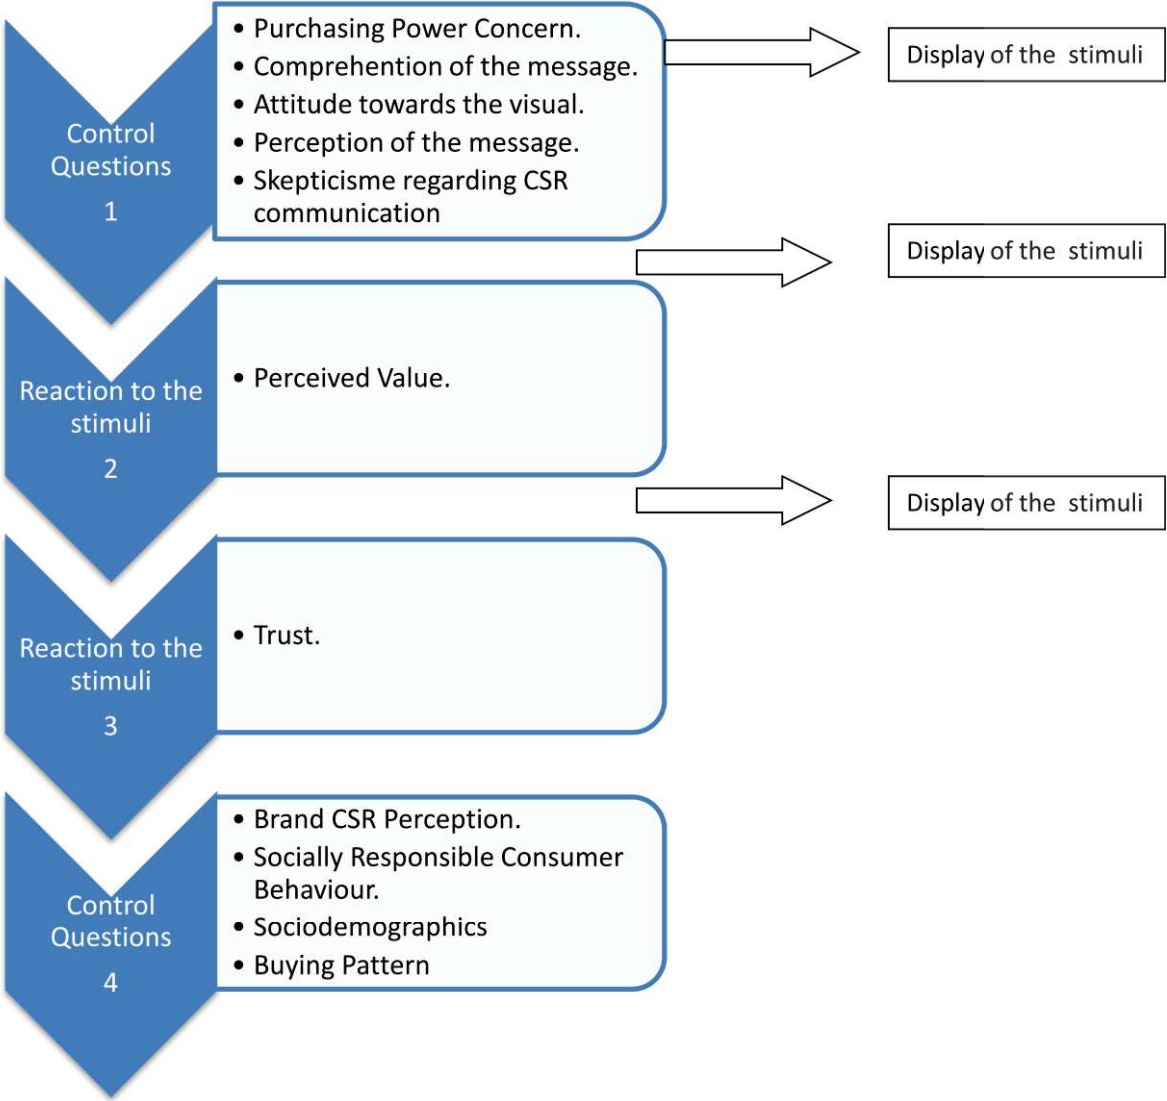 Control
Questions
1
• Purchasing Power Concern.
• Comprehention of the message.
• Attitude towards the visual.
• Perception of the message.
• Skepticisme regarding CSR
communication
Display of the stimuli
Display of the stimuli
Reaction to the
stimuli
2
• Perceived Value.
Display of the stimuli
Reaction to the
stimuli
3
• Trust.
Control
Questions
4
• Brand CSR Perception.
• Socially Responsible Consumer
Behaviour.
• Sociodemographics
• Buying Pattern